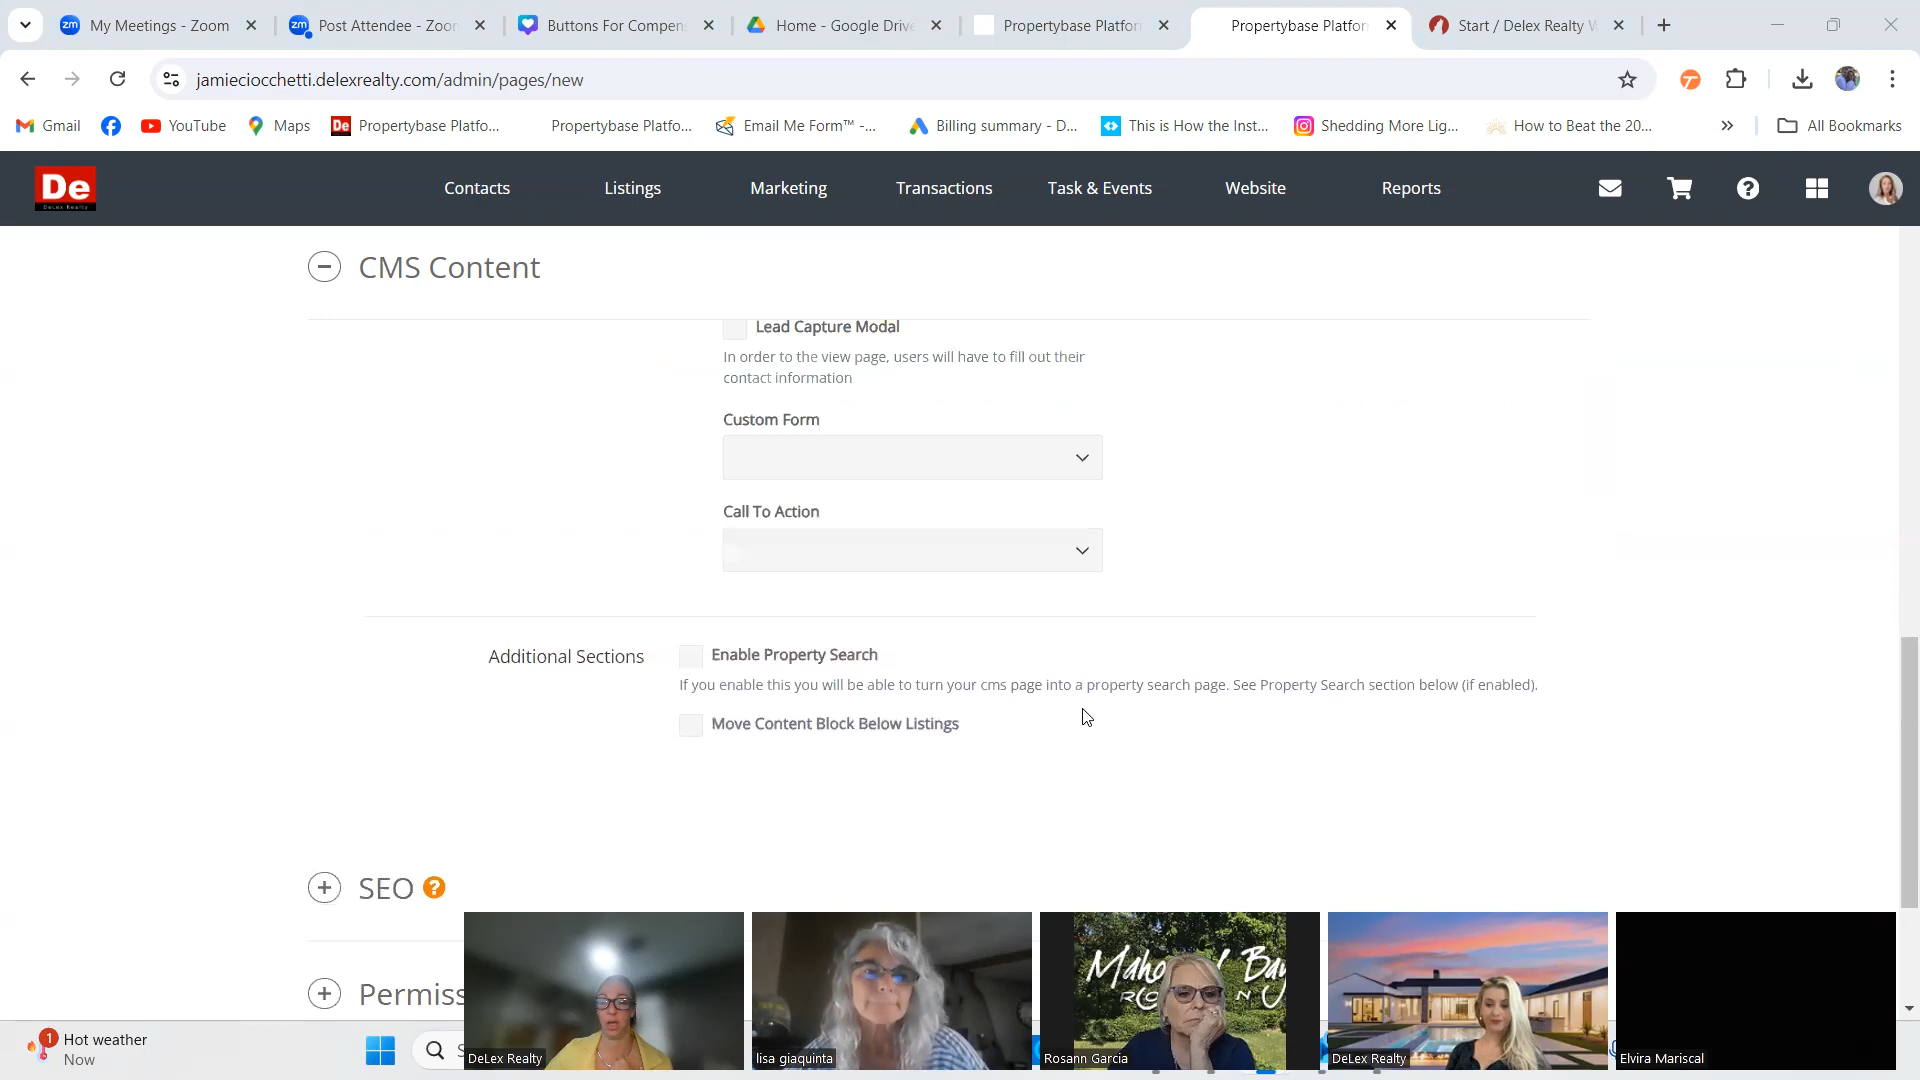 My Meetings - Zoom
Post Attendee - Zoo
Buttons For Compens
Home - Google Drive
Propertybase Platfor
Propertybase Platfor
Start / Delex Realty W
jamieciocchetti.delexrealty.com/admin/pages/new
Gmail
YouTube
Maps
De
Propertybase Platfo...
Propertybase Platfo...
Email Me Form™ -...
Billing summary - D...
This is How the Inst...
Shedding More Lig...
How to Beat the 20...
All Bookmarks
De
DeLex Realty
Contacts
Listings
Marketing
Transactions
Task & Events
Website
Reports
CMS Content
Lead Capture Modal
In order to the view page, users will have to fill out their
contact information
Custom Form
Call To Action
Additional Sections
Enable Property Search
If you enable this you will be able to turn your cms page into a property search page. See Property Search section below (if enabled).
Move Content Block Below Listings
SEO
Permiss
1
Hot weather
Now
S
DeLex Realty
lisa giaquinta
Rosann Garcia
DeLex Realty
Elvira Mariscal